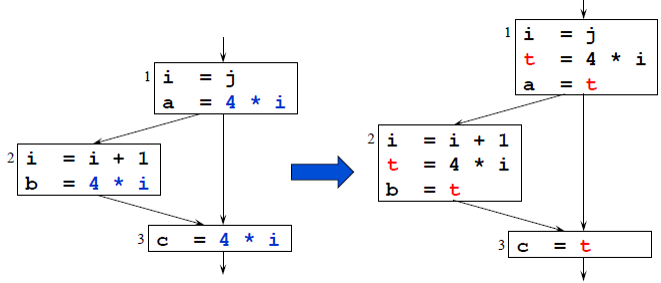 1
i = j
a = 4 * i
2
i = i + 1
b = 4 * i
3
c = 4 * i
1
i = j
t = 4 * i
a = t
2
i = i + 1
t = 4 * i
b = t
3
c = t